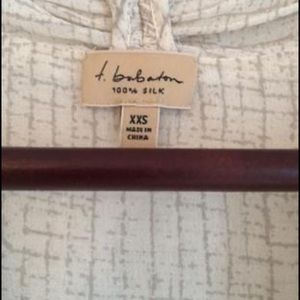 t. babaton
100% SILK
XXS
MADE IN
CHINA